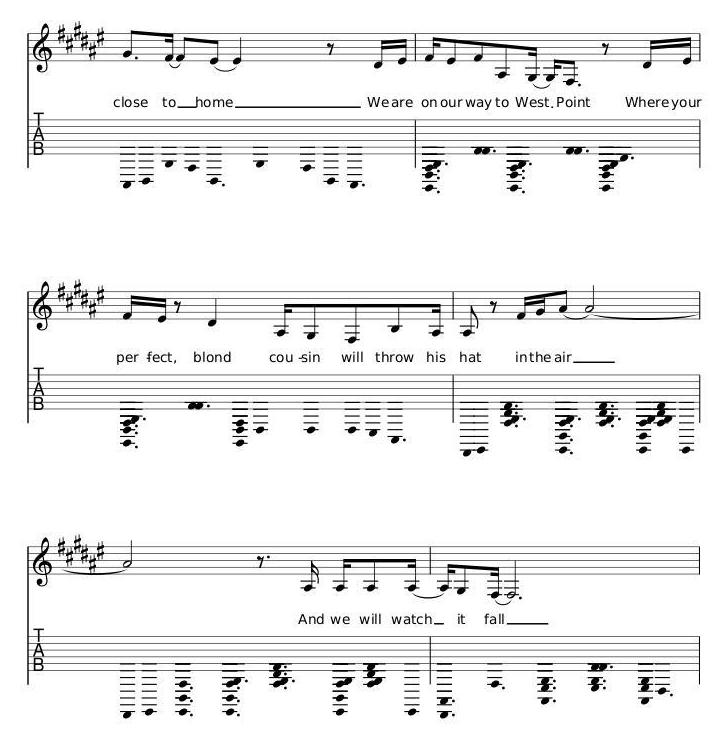 close to home We are on our way to West Point Where your
T
A
B
per -fect, blond cou -sin will throw his hat in the air
T
A
B
And we will watch it fall
T
A
B